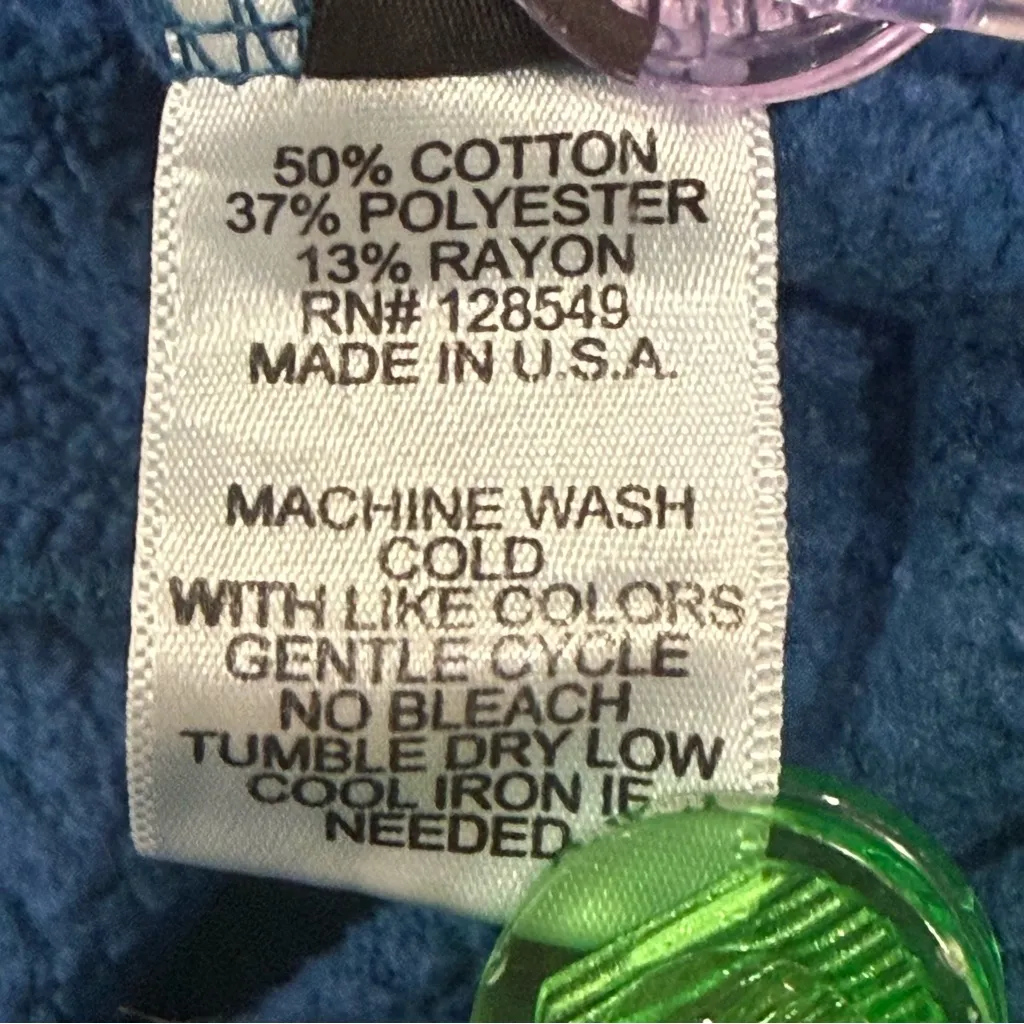 50% COTTON
37% POLYESTER
13% RAYON
RN# 128549
MADE IN U.S.A.
MACHINE WASH
COLD
WITH LIKE COLORS
GENTLE CYCLE
NO BLEACH
TUMBLE DRY LOW
COOL IRON IF
NEEDED